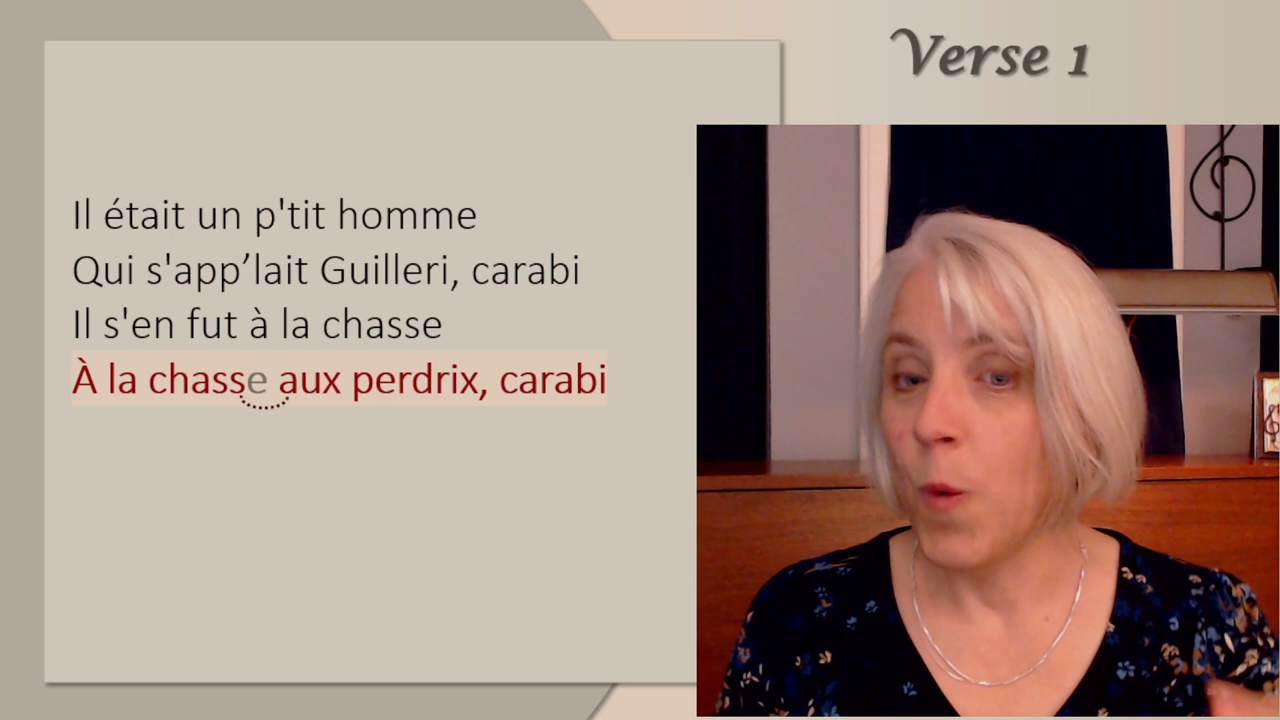 Verse 1
Il était un p'tit homme
Qui s'app’lait Guilleri, carabi
Il s'en fut à la chasse
À la chasse aux perdrix, carabi